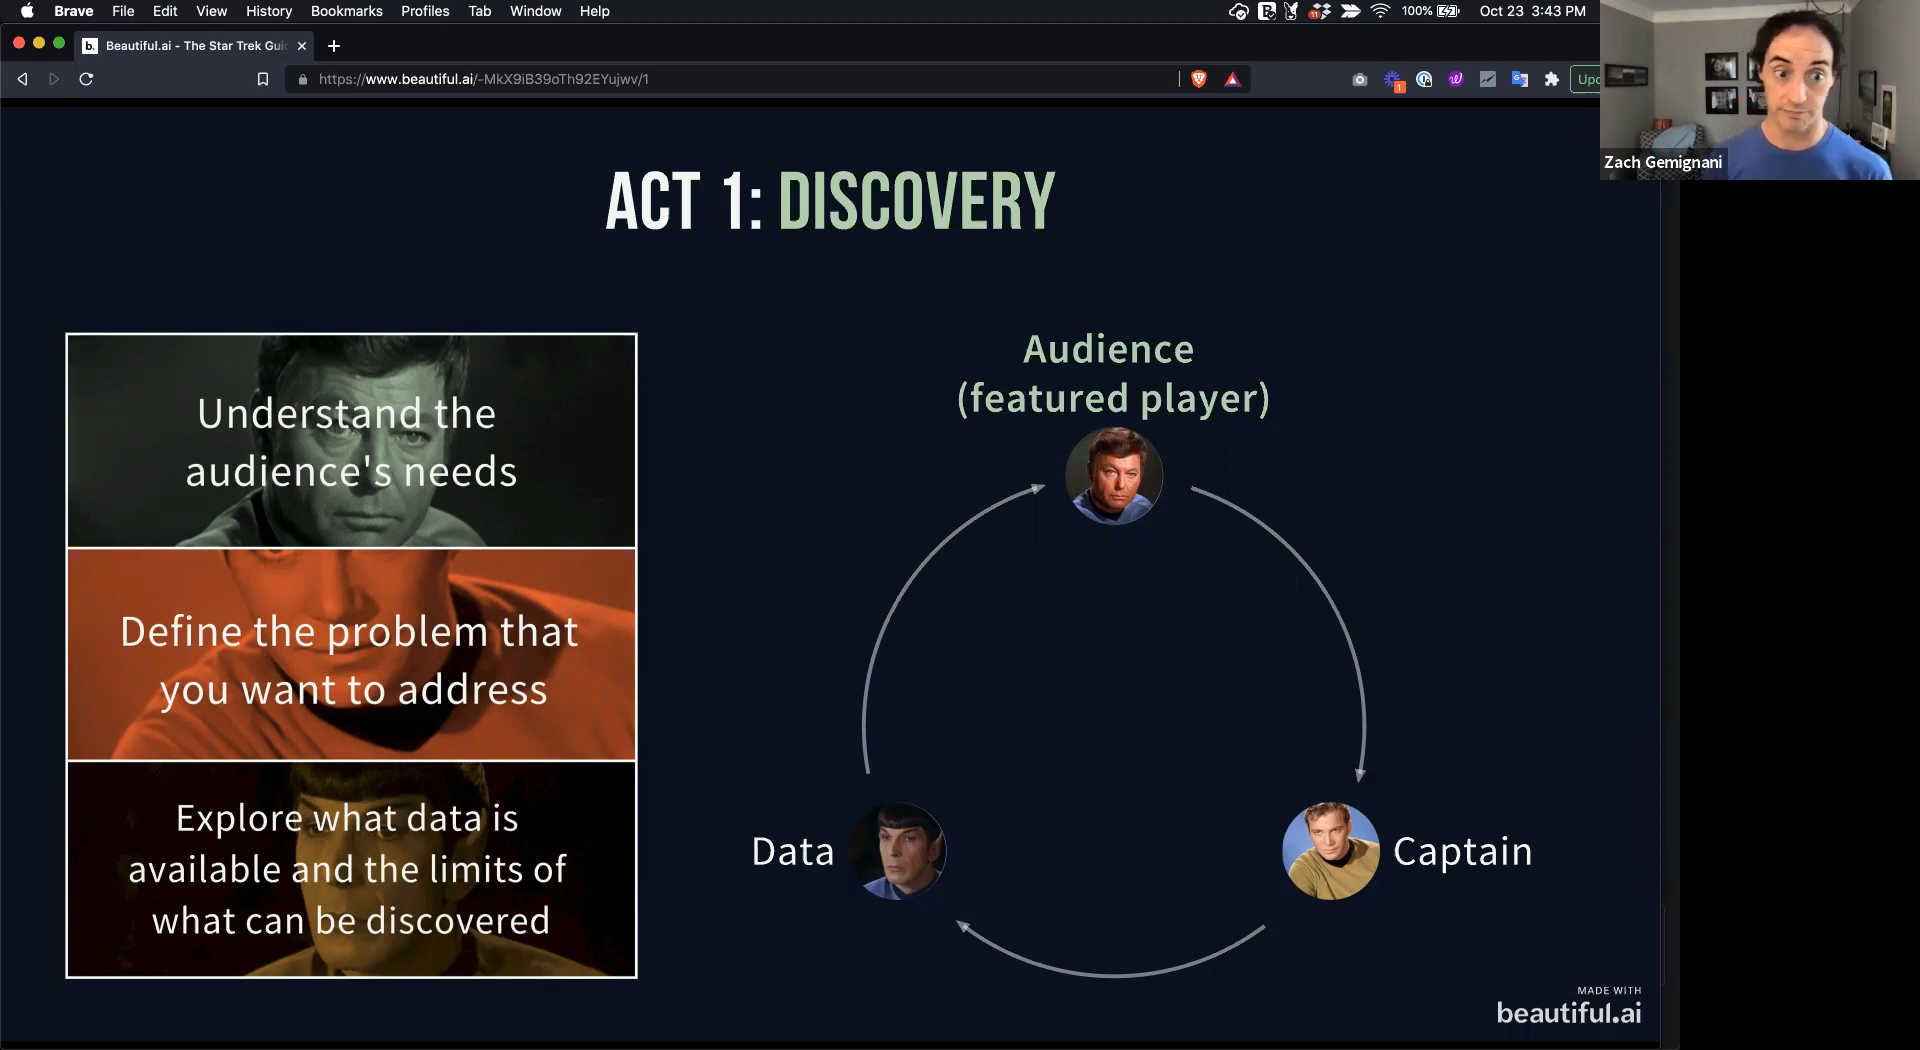 Brave File Edit View History Bookmarks Profiles Tab Window Help
11
100%
Oct 23 3:43 PM
b. Beautiful.ai - The Star Trek Gui
https://www.beautiful.ai/-MkX9iB39oTh92EYujwv/1
1
Upd
Zach Gemignani
ACT 1: DISCOVERY
Understand the
audience's needs
Define the problem that
you want to address
Explore what data is
available and the limits of
what can be discovered
Audience
(featured player)
Data
Captain
MADE WITH
beautiful.ai